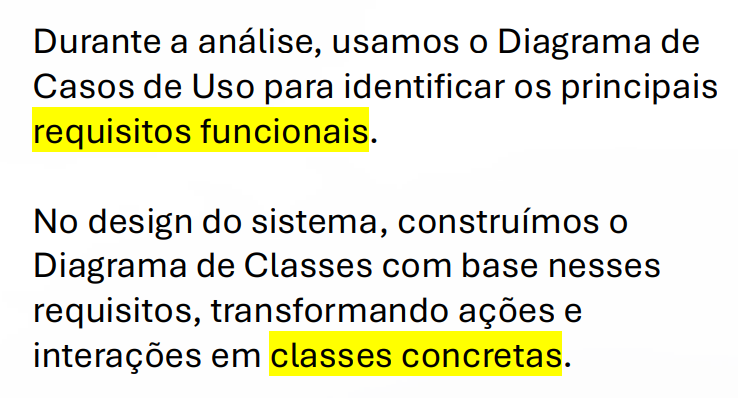 Durante a análise, usamos o Diagrama de
Casos de Uso para identificar os principais
requisitos funcionais.
No design do sistema, construímos o
Diagrama de Classes com base nesses
requisitos, transformando ações e
interações em classes concretas.